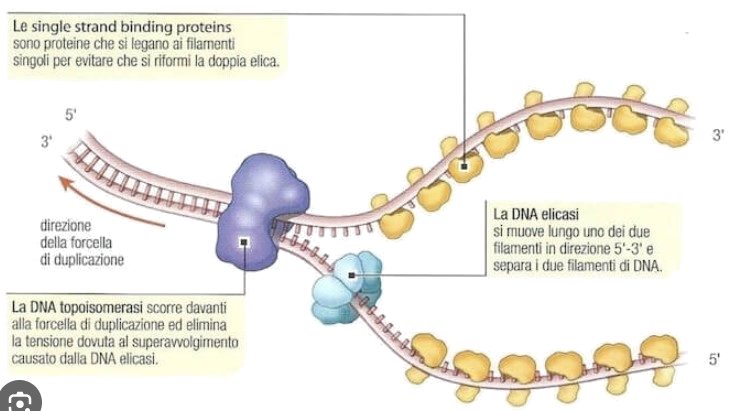 Le single strand binding proteins
sono proteine che si legano ai filamenti
singoli per evitare che si riformi la doppia elica.
5'
3'
3'
direzione
della forcella
di duplicazione
La DNA elicasi
si muove lungo uno dei due
filamenti in direzione 5'-3' e
separa i due filamenti di DNA.
La DNA topoisomerasi scorre davanti
alla forcella di duplicazione ed elimina
la tensione dovuta al superavvolgimento
causato dalla DNA elicasi.
5'